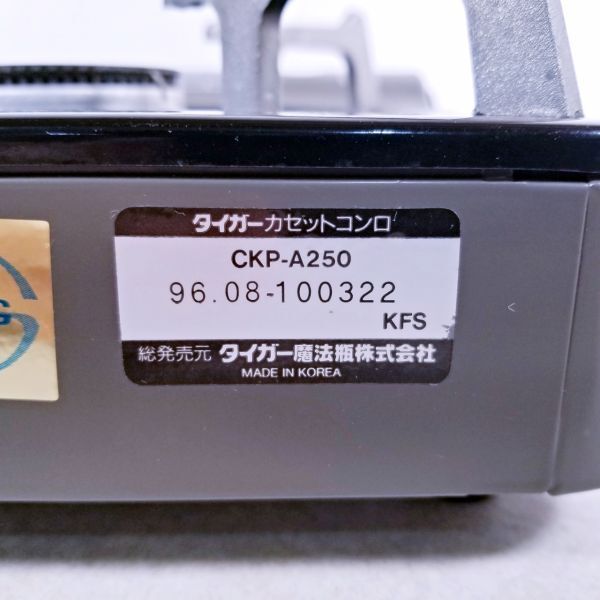 タイガーカセットコンロ
CKP-A250
96.08-100322
KFS
総発売元 タイガー魔法瓶株式会社
MADE IN KOREA